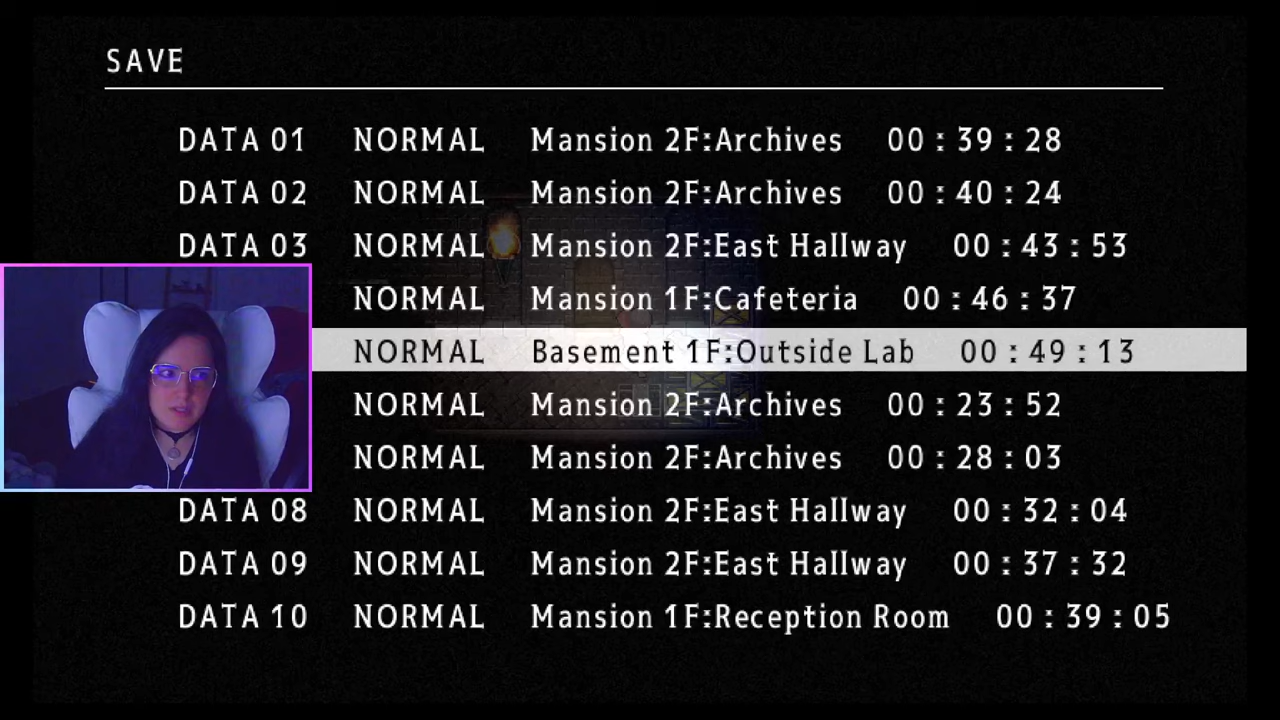 SAVE
DATA 01 NORMAL Mansion 2F:Archives 00:39:28
DATA 02 NORMAL Mansion 2F:Archives 00:40:24
DATA 03 NORMAL Mansion 2F:East Hallway 00:43:53
NORMAL Mansion 1F:Cafeteria 00:46:37
NORMAL Basement 1F:Outside Lab 00:49:13
NORMAL Mansion 2F:Archives 00:23:52
NORMAL Mansion 2F:Archives 00:28:03
DATA 08 NORMAL Mansion 2F:East Hallway 00:32:04
DATA 09 NORMAL Mansion 2F:East Hallway 00:37:32
DATA 10 NORMAL Mansion 1F:Reception Room 00:39:05